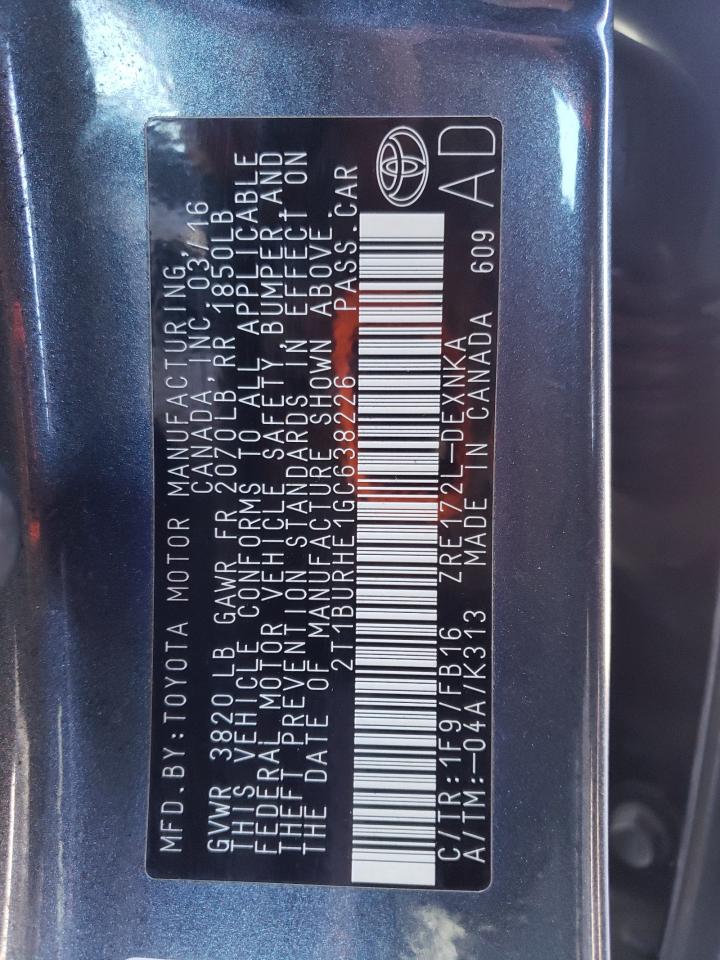 MFD.BY:TOYOTA MOTOR MANUFACTURING,
CANADA, INC. 03/16
GVWR 3820 LB GAWR FR 2070LB, RR 1850LB
THIS VEHICLE CONFORMS TO ALL APPLICABLE
FEDERAL MOTOR VEHICLE SAFETY, BUMPER, AND
THEFT PREVENTION STANDARDS IN EFFECT ON
THE DATE OF MANUFACTURE SHOWN ABOVE.
2T1BURHE1GC638226 PASS.CAR
C/TR:1F9/FB16 ZRE172L-DEXNKA
A/TM:-04A/K313 MADE IN CANADA 609
AD